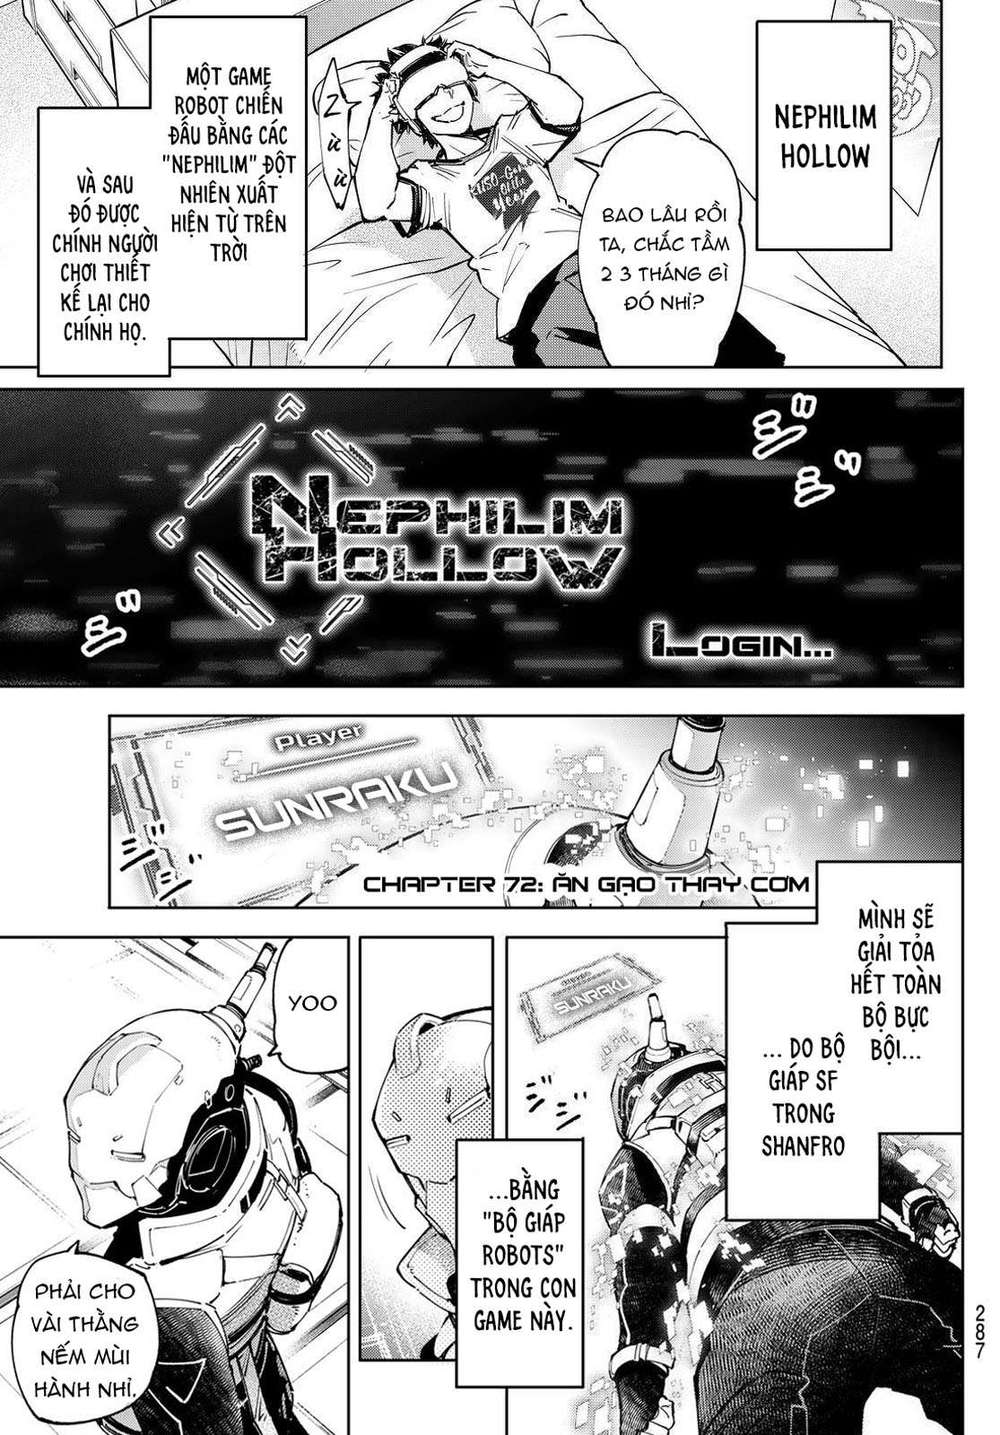 NEPHILIM
HOLLOW
BAO LÂU RỒI
TA, CHẮC TẦM
2 3 THÁNG GÌ
ĐÓ NHỈ?
2 ừ ừ
MỘT GAME
ROBOT CHIẾN
ĐẤU BẰNG CÁC
"NEPHILIM" ĐỘT
NHIÊN XUẤT
HIỆN TỪ TRÊN
TRỜI
VÀ SAU
ĐÓ ĐƯỢC
CHÍNH NGƯỜI
CHƠI THIẾT
KẾ LẠI CHO
CHÍNH HỌ.
NEPHILIM
HOLLOW
LOGIN...
Player
SUNRAKU
CHAPTER 72: ĂN GẠO THAY CƠM
MÌNH SẼ
GIẢI TỎA
HẾT TOÀN
BỘ BỰC
BỘI...
... DO BỘ
GIÁP SF
TRONG
SHANFRO
SUNRAKU
...BẰNG
"BỘ GIÁP
ROBOTS"
TRONG CON
GAME NÀY.
YOO
PHẢI CHO
VÀI THẰNG
NẾM MÙI
HÀNH NHỈ.
287